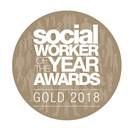 social
WORKER
OF THE YEAR
AWARDS
GOLD 2018